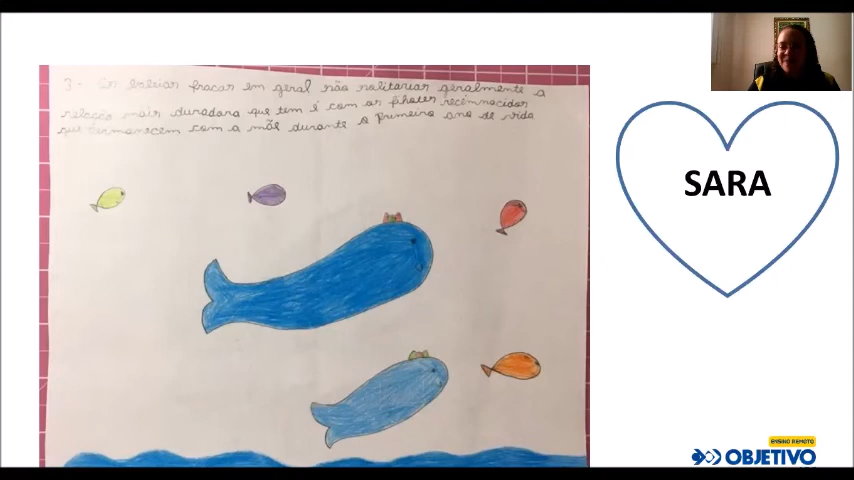 3- As baleias francas em geral são solitárias geralmente a
relação mais duradora que tem é com os filhotes recém nascidos
que permanecem com a mãe durante o primeiro ano de vida
SARA
ENSINO REMOTO
OBJETIVO